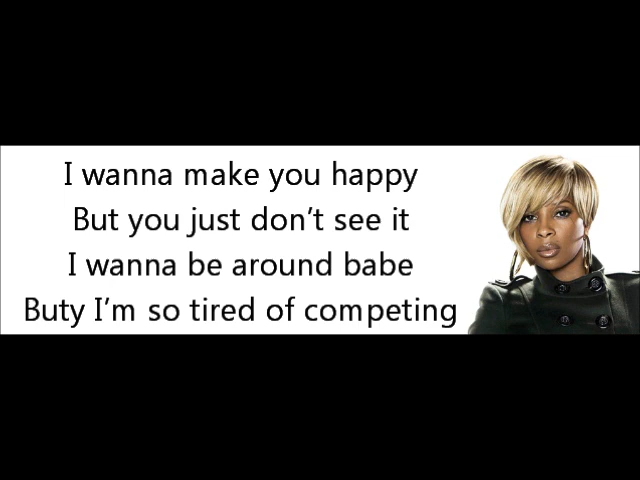 I wanna make you happy
But you just don't see it
I wanna be around babe
Buty I'm so tired of competing